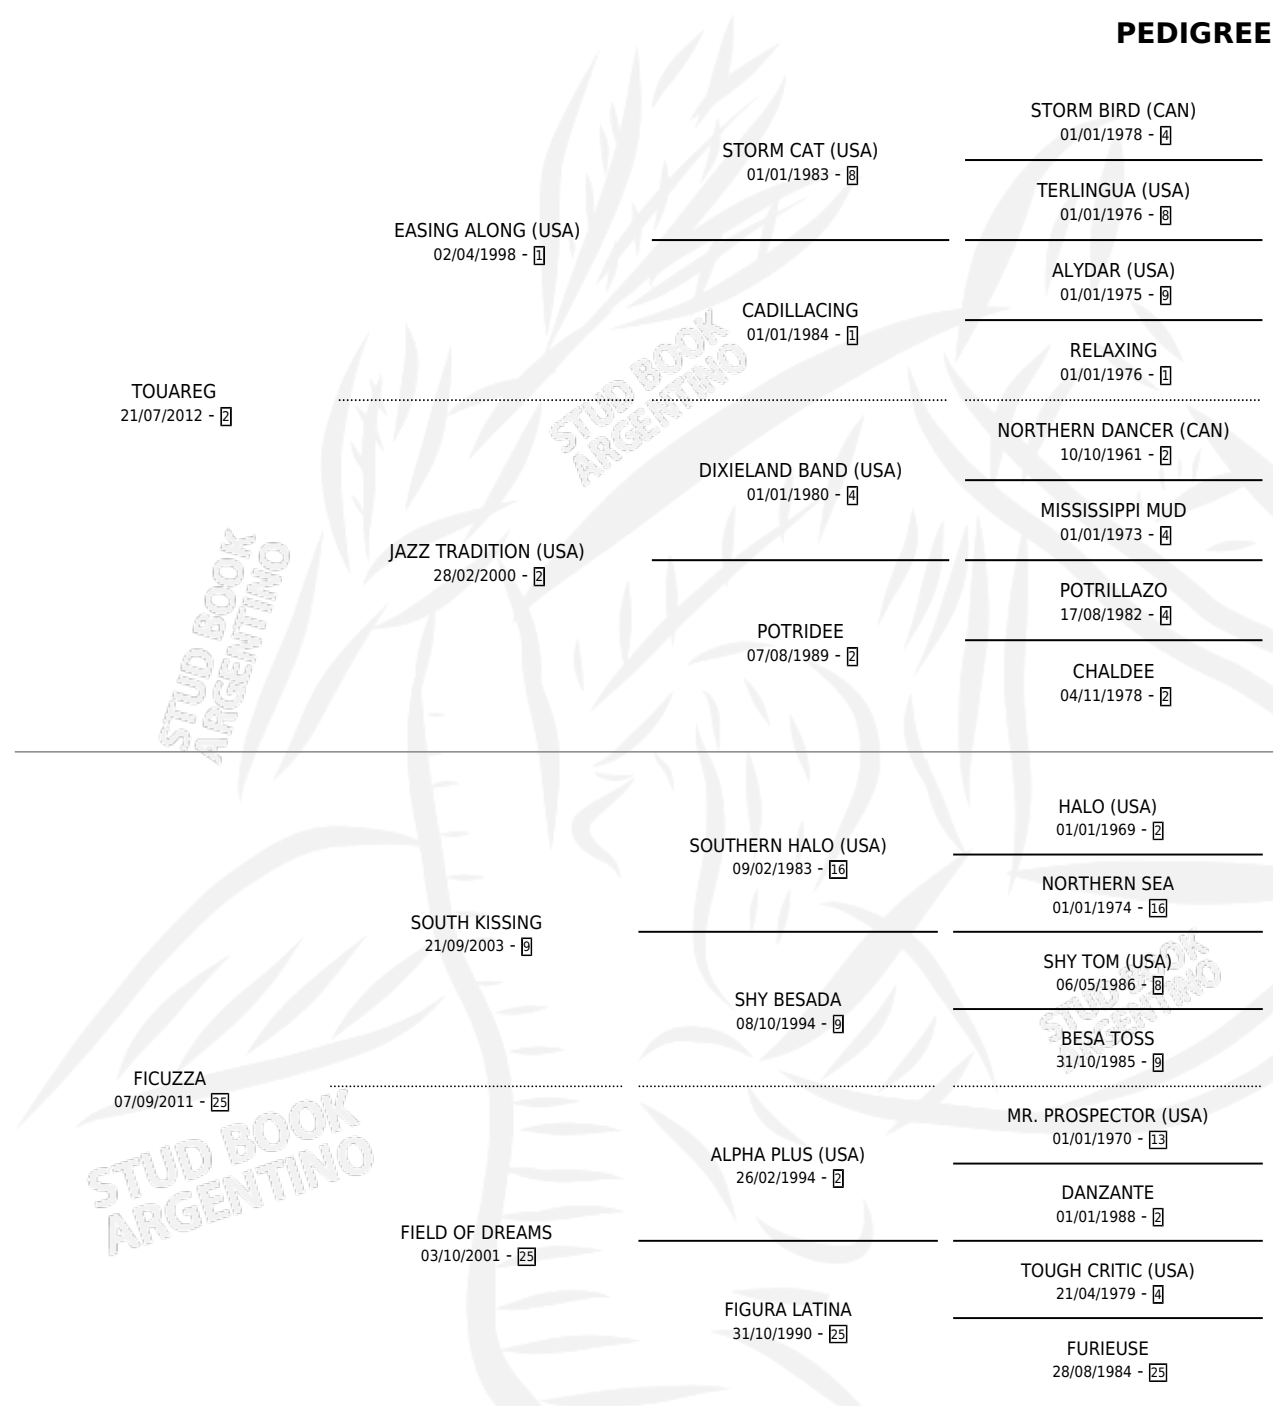 PEDIGREE
STORM BIRD (CAN)
01/01/1978 - 4
STORM CAT (USA)
01/01/1983 - 8
TERLINGUA (USA)
01/01/1976 - 8
EASING ALONG (USA)
02/04/1998 - 1
ALYDAR (USA)
01/01/1975 - 9
CADILLACING
01/01/1984 - 1
RELAXING
01/01/1976 - 1
TOUAREG
21/07/2012 - 2
NORTHERN DANCER (CAN)
10/10/1961 - 2
DIXIELAND BAND (USA)
01/01/1980 - 4
MISSISSIPPI MUD
01/01/1973 - 4
JAZZ TRADITION (USA)
28/02/2000 - 2
POTRILLAZO
17/08/1982 - 4
POTRIDEE
07/08/1989 - 2
CHALDEE
04/11/1978 - 2
HALO (USA)
01/01/1969 - 2
SOUTHERN HALO (USA)
09/02/1983 - 16
NORTHERN SEA
01/01/1974 - 16
SOUTH KISSING
21/09/2003 - 9
SHY TOM (USA)
06/05/1986 - 8
SHY BESADA
08/10/1994 - 9
BESA TOSS
31/10/1985 - 9
FICUZZA
07/09/2011 - 25
MR. PROSPECTOR (USA)
01/01/1970 - 13
ALPHA PLUS (USA)
26/02/1994 - 2
DANZANTE
01/01/1988 - 2
FIELD OF DREAMS
03/10/2001 - 25
TOUGH CRITIC (USA)
21/04/1979 - 4
FIGURA LATINA
31/10/1990 - 25
FURIEUSE
28/08/1984 - 25
STUD BOOK
ARGENTINO
STUD BOOK
ARGENTINO
STUD BOOK
ARGENTINO
STUD BOOK
ARGENTINO